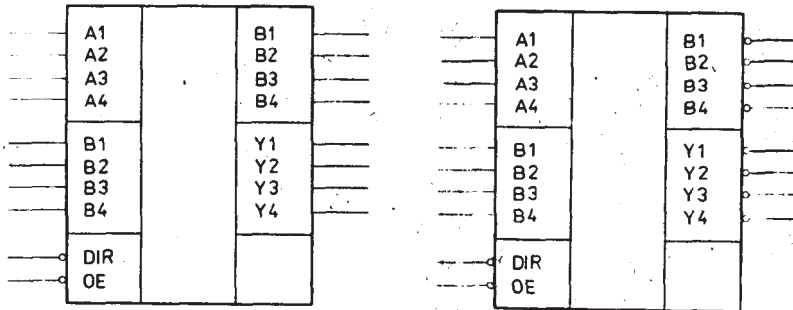 A1 B1
A2 B2
A3 B3
A4 B4
B1 Y1
B2 Y2
B3 Y3
B4 Y4
DIR
OE
A1 B1
A2 B2
A3 B3
A4 B4
B1 Y1
B2 Y2
B3 Y3
B4 Y4
DIR
OE